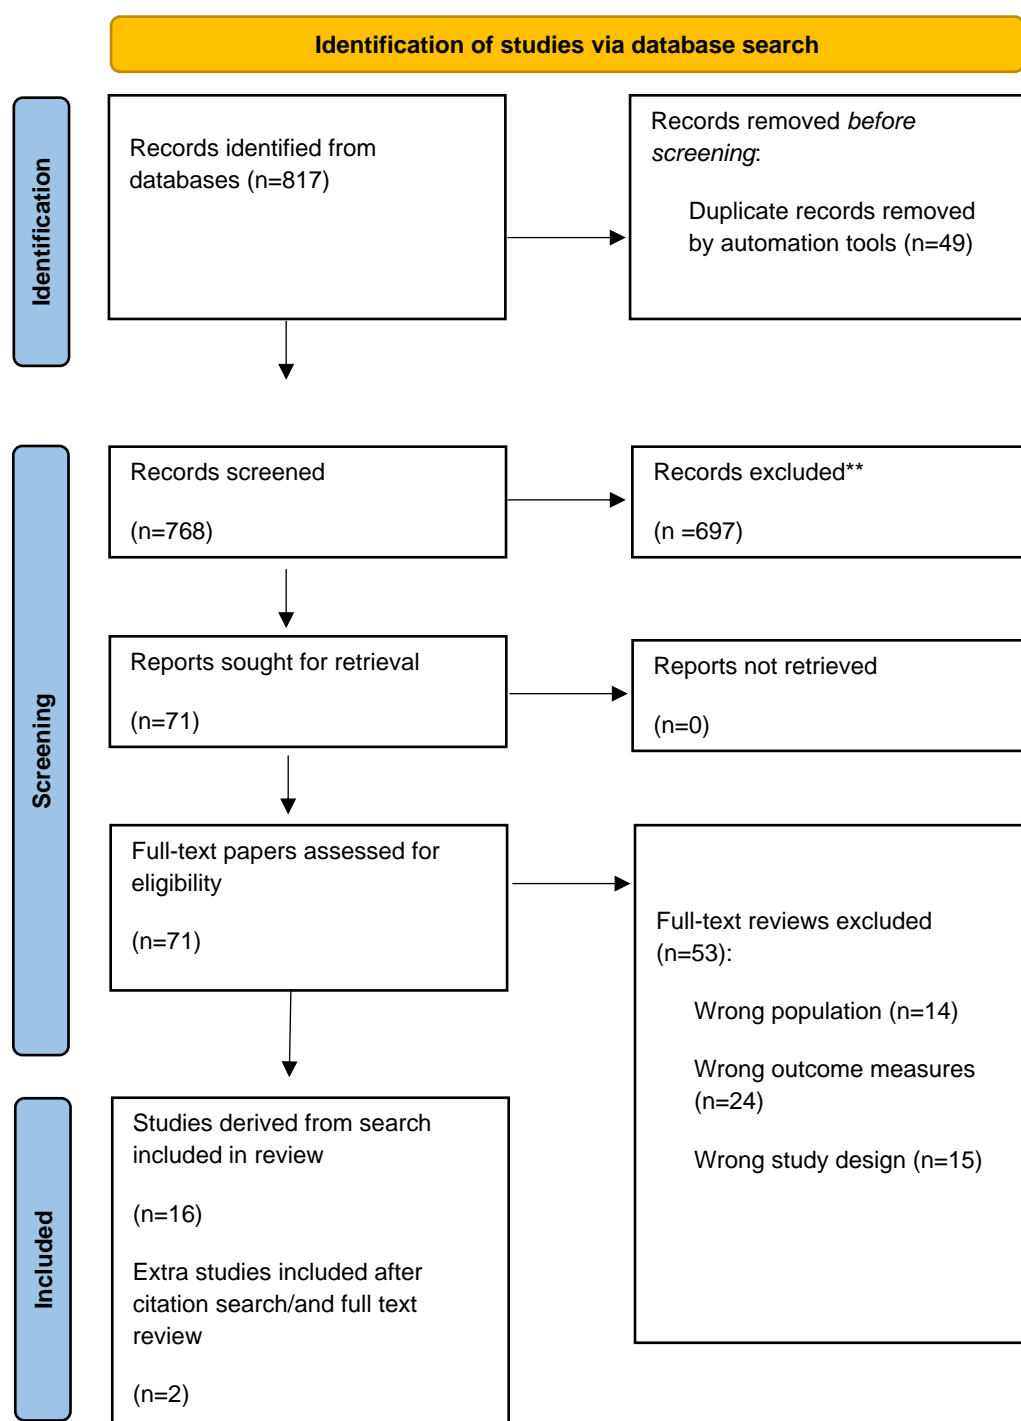 Identification of studies via database search
Identification
Records identified from
databases (n=817)
Records removed before
screening:
Duplicate records removed
by automation tools (n=49)
Screening
Records screened
(n=768)
Records excluded**
(n =697)
Reports sought for retrieval
(n=71)
Reports not retrieved
(n=0)
Full-text papers assessed for
eligibility
(n=71)
Full-text reviews excluded
(n=53):
Wrong population (n=14)
Wrong outcome measures
(n=24)
Wrong study design (n=15)
Included
Studies derived from search
included in review
(n=16)
Extra studies included after
citation search/and full text
review
(n=2)